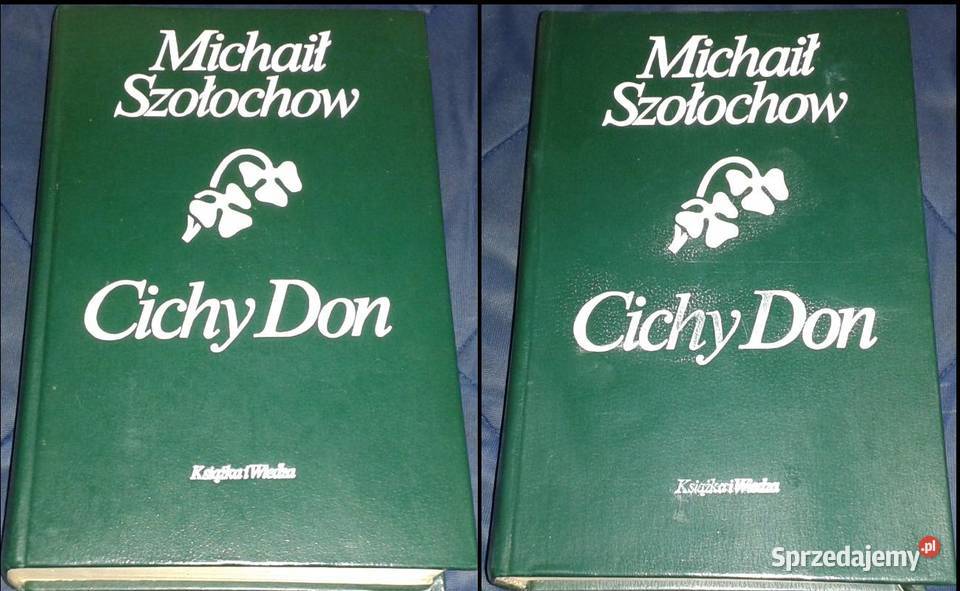 Michaił
Szołochow
Cichy Don
Książka i Wiedza
Michaił
Szołochow
Cichy Don
Książka i Wiedza
Sprzedajemy.pl